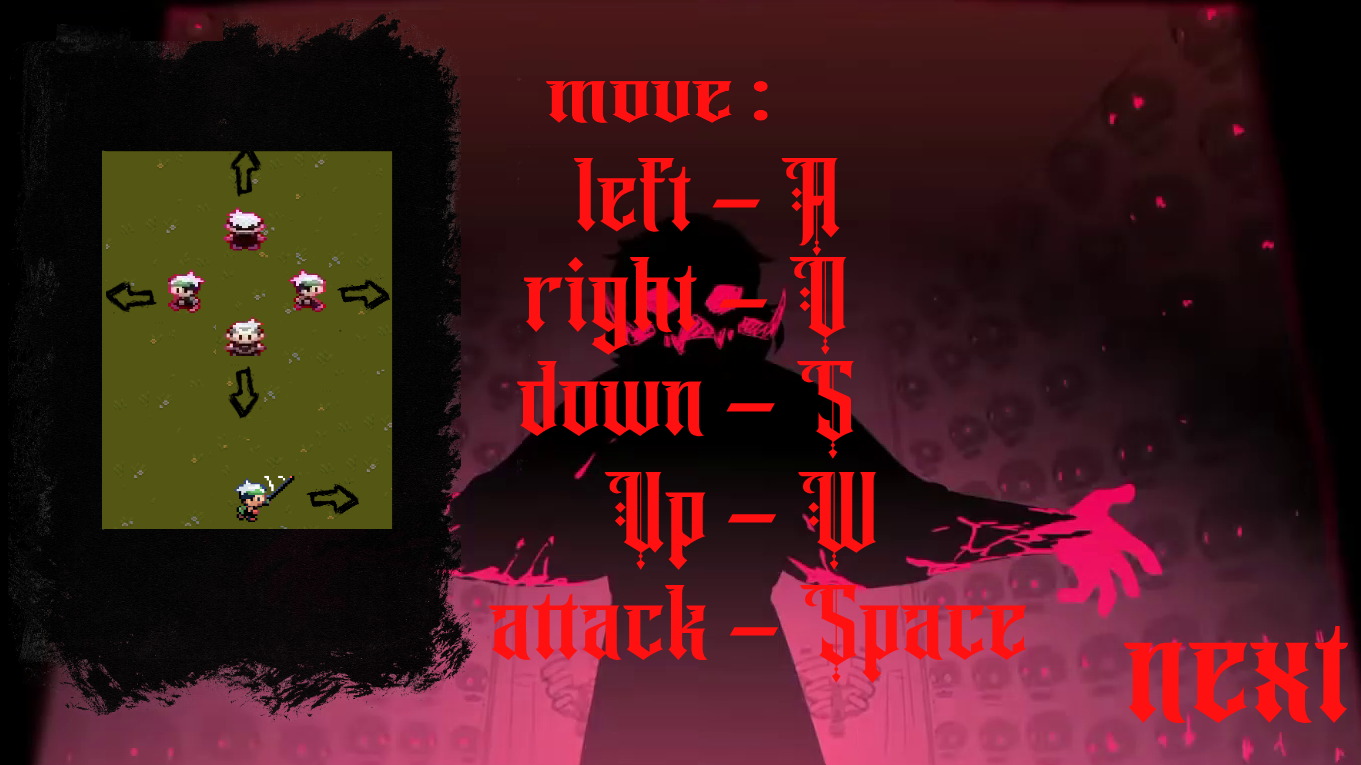 move :
left - A
right - D
down - S
Up - W
attack - Space
next